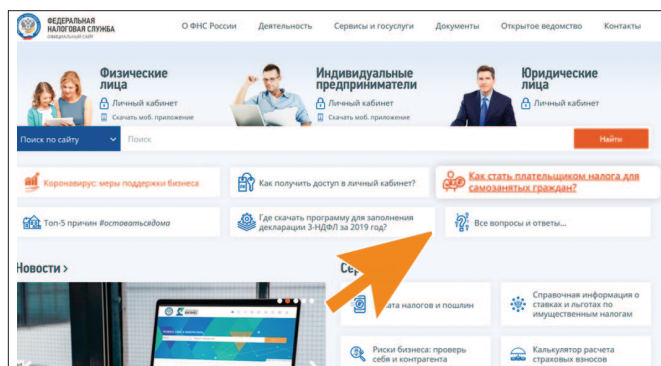 ФЕДЕРАЛЬНАЯ
НАЛОГОВАЯ СЛУЖБА
ОФИЦИАЛЬНЫЙ САЙТ
О ФНС России Деятельность Сервисы и госуслуги Документы Открытое ведомство Контакты
Физические
лица
Личный кабинет
Скачать моб. приложение
Индивидуальные
предприниматели
Личный кабинет
Скачать моб. приложение
Юридические
лица
Личный кабинет
Поиск по сайту Поиск Найти
Коронавирус: меры поддержки бизнеса
Как получить доступ в личный кабинет?
Как стать плательщиком налога для
самозанятых граждан?
Топ-5 причин #оставатьсядома
Где скачать программу для заполнения
декларации 3-НДФЛ за 2019 год?
Все вопросы и ответы...
Новости >
Сер
ата налогов и пошлин
Справочная информация о
ставках и льготах по
имущественным налогам
Риски бизнеса: проверь
себя и контрагента
Калькулятор расчета
страховых взносов